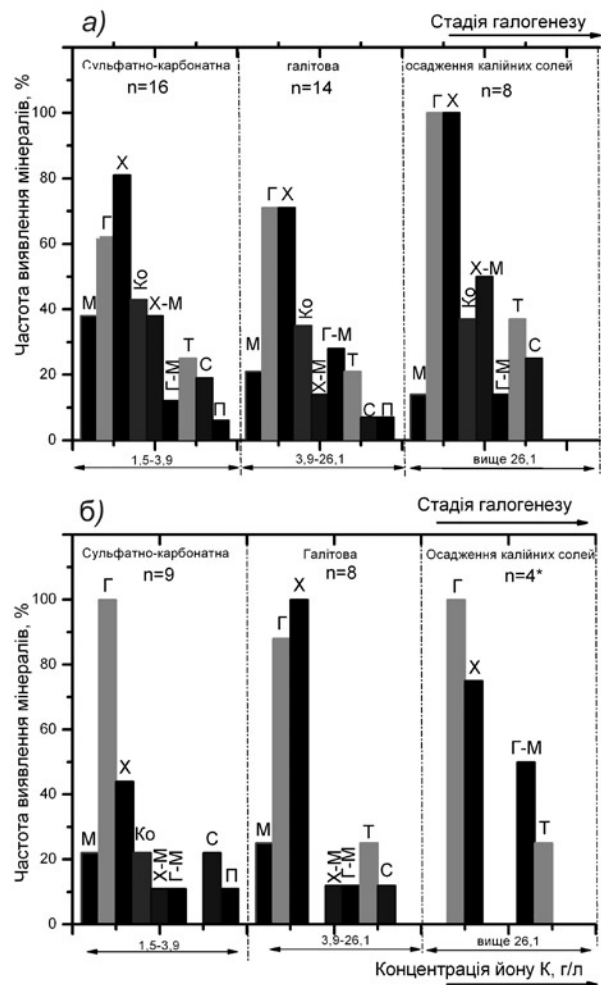 а)
Стадія галогенезу
Сульфатно-карбонатна
n=16
галітова
n=14
осадження калійних солей
n=8
Частота виявлення мінералів, %
100
80
60
40
20
0
М Г Х Ко Х-М Г-М Т С П
М Г Х Ко Х-М Г-М Т С П
М Г Х Ко Х-М Г-М Т С
1,5-3,9
3,9-26,1
вище 26,1
б)
Стадія галогенезу
Сульфатно-карбонатна
n=9
Галітова
n=8
Осадження калійних солей
n=4*
Частота виявлення мінералів, %
100
80
60
40
20
0
М Г Х Ко Х-М Г-М С П
М Г Х Х-М Г-М Т С
Г Х Г-М Т
1,5-3,9
3,9-26,1
вище 26,1
Концентрація йону К, г/л